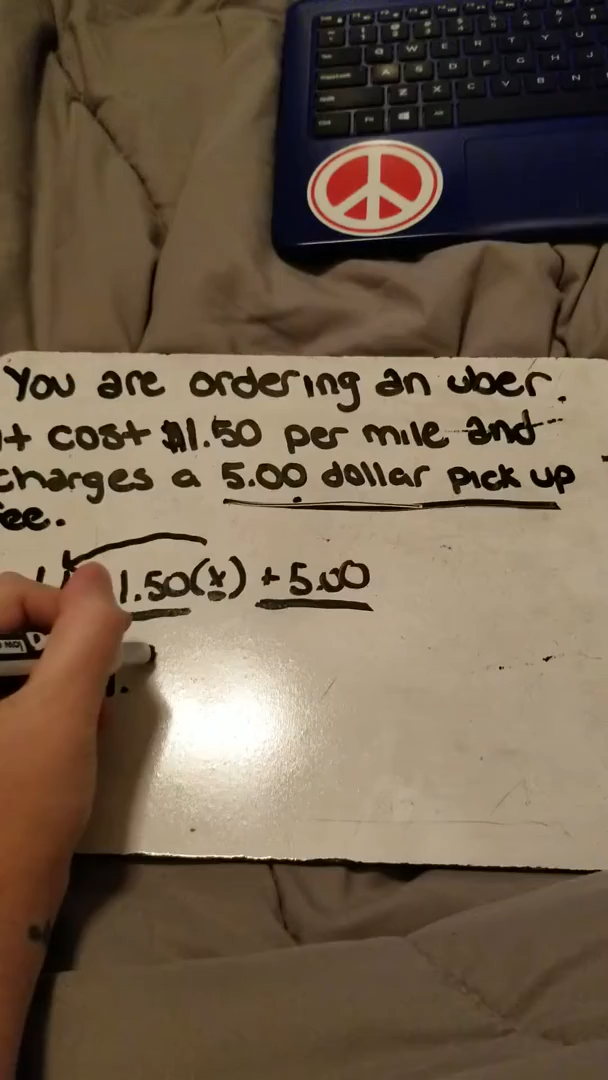 You are ordering an uber.
cost $1.50 per mile and
charges a 5.00 dollar pick up
fee.
1.50(x) + 5.00